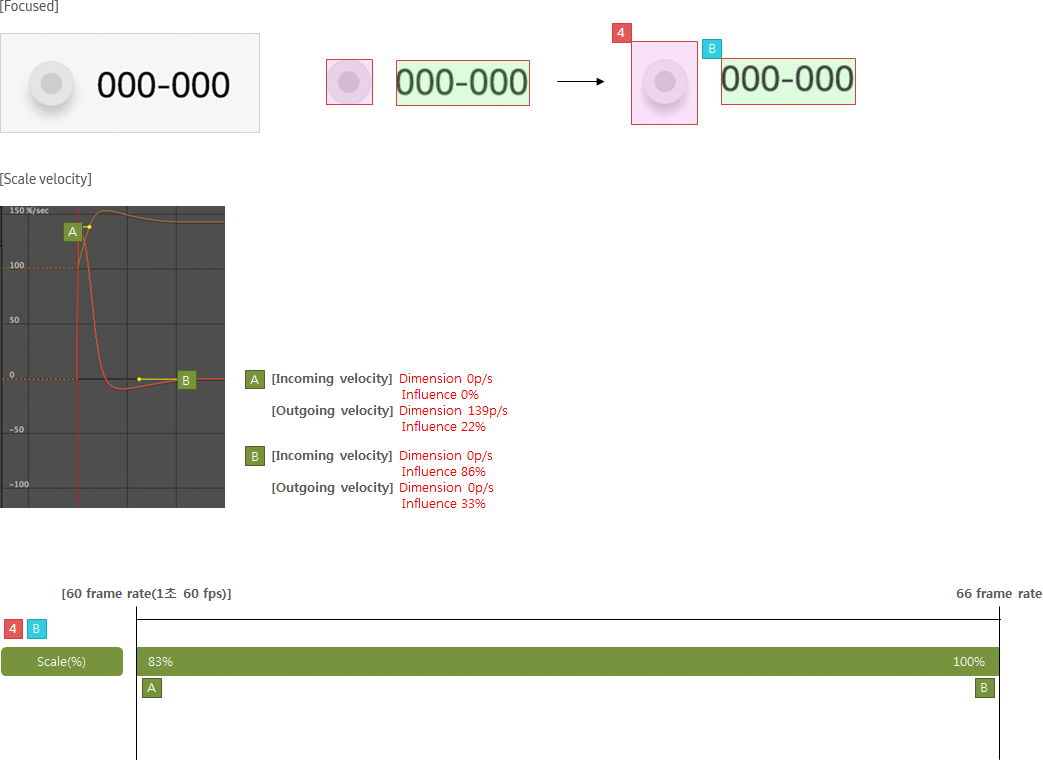 [Focused]
000-000
000-000
4
B
000-000
[Scale velocity]
150 %/sec
A
100
50
0
B
-50
-100
A [Incoming velocity] Dimension 0p/s
Influence 0%
[Outgoing velocity] Dimension 139p/s
Influence 22%
B [Incoming velocity] Dimension 0p/s
Influence 86%
[Outgoing velocity] Dimension 0p/s
Influence 33%
[60 frame rate(1초 60 fps)]
66 frame rate
4 B
Scale(%)
83%
100%
A
B